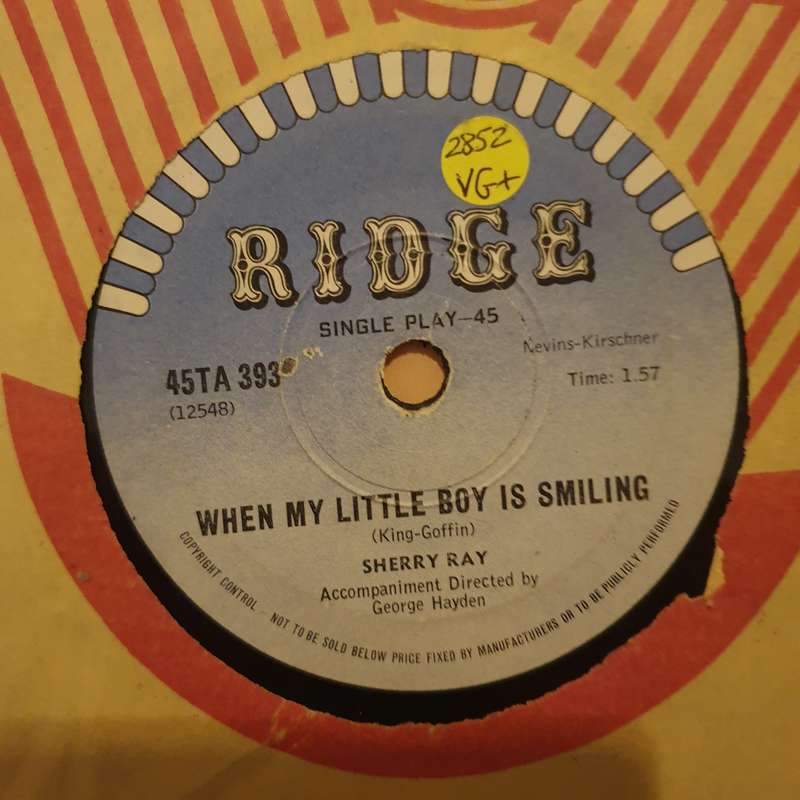 2852
VG+
RIDGE
SINGLE PLAY—45
Nevins-Kirschner
45TA 393
Time: 1.57
(12548)
WHEN MY LITTLE BOY IS SMILING
(King-Goffin)
SHERRY RAY
Accompaniment Directed by
George Hayden
COPYRIGHT CONTROL - NOT TO BE SOLD BELOW PRICE FIXED BY MANUFACTURERS OR TO BE PUBLICLY PERFORMED